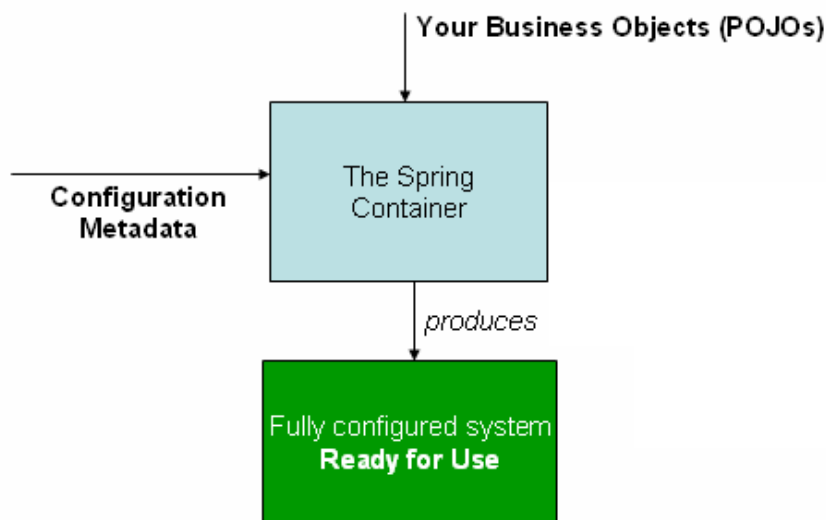 Your Business Objects (POJOs)
The Spring
Container
Configuration
Metadata
produces
Fully configured system
Ready for Use